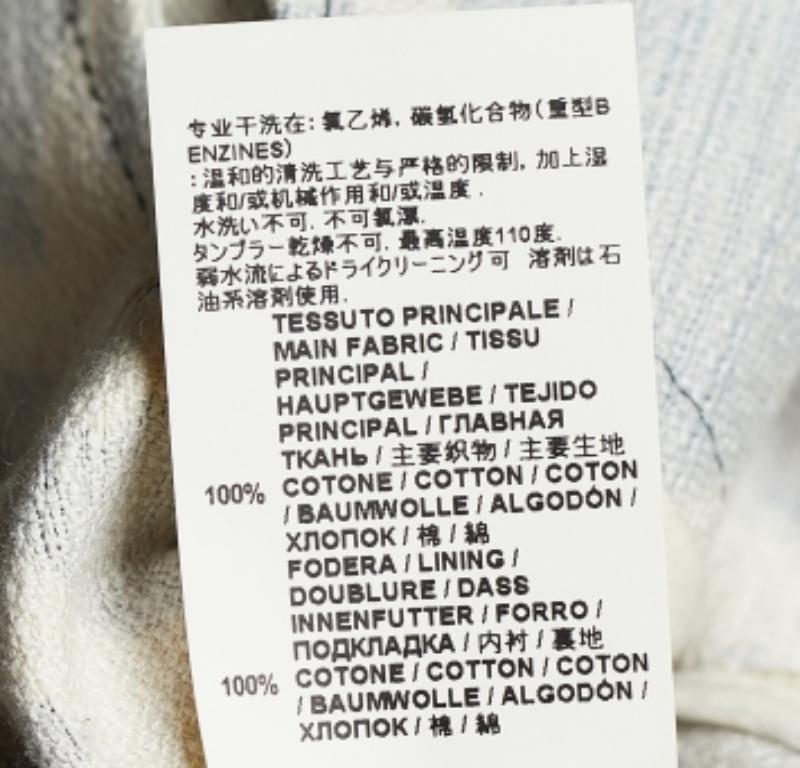 专业干洗在: 氯乙烯, 碳氢化合物(重型B
ENZINES)
: 温和的清洗工艺与严格的限制, 加上湿
度和/或机械作用和/或温度 .
水洗い不可. 不可氯漂.
タンブラー乾燥不可. 最高温度110度.
弱水流によるドライクリーニング可 溶剤は石
油系溶剤使用.
TESSUTO PRINCIPALE /
MAIN FABRIC / TISSU
PRINCIPAL /
HAUPTGEWEBE / TEJIDO
PRINCIPAL / ГЛАВНАЯ
ТКАНЬ / 主要织物 / 主要生地
100% COTONE / COTTON / COTON
/ BAUMWOLLE / ALGODÓN /
ХЛОПОК / 棉 / 綿
FODERA / LINING /
DOUBLURE / DASS
INNENFUTTER / FORRO /
ПОДКЛАДКА / 内衬 / 裏地
100% COTONE / COTTON / COTON
/ BAUMWOLLE / ALGODÓN /
ХЛОПОК / 棉 / 綿